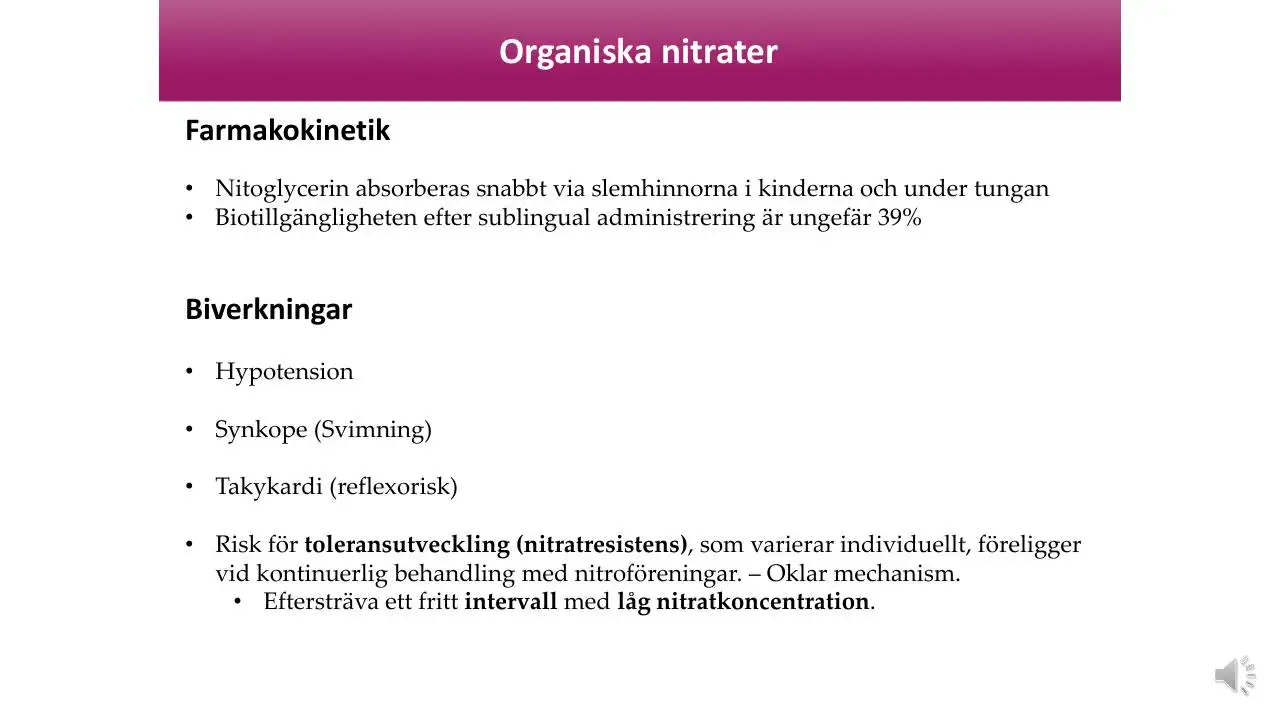 Organiska nitrater
Farmakokinetik
• Nitoglycerin absorberas snabbt via slemhinnorna i kinderna och under tungan
• Biotillgängligheten efter sublingual administrering är ungefär 39%
Biverkningar
• Hypotension
• Synkope (Svimning)
• Takykardi (reflexorisk)
• Risk för toleransutveckling (nitratresistens), som varierar individuellt, föreligger
vid kontinuerlig behandling med nitroföreningar. – Oklar mechanism.
• Eftersträva ett fritt intervall med låg nitratkoncentration.